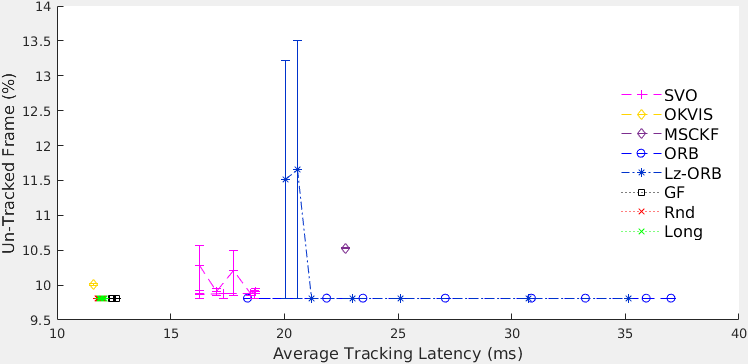 14
13.5
13
12.5
12
11.5
11
10.5
10
9.5
Un-Tracked Frame (%)
SVO
OKVIS
MSCKF
ORB
Lz-ORB
GF
Rnd
Long
10 15 20 25 30 35 40
Average Tracking Latency (ms)